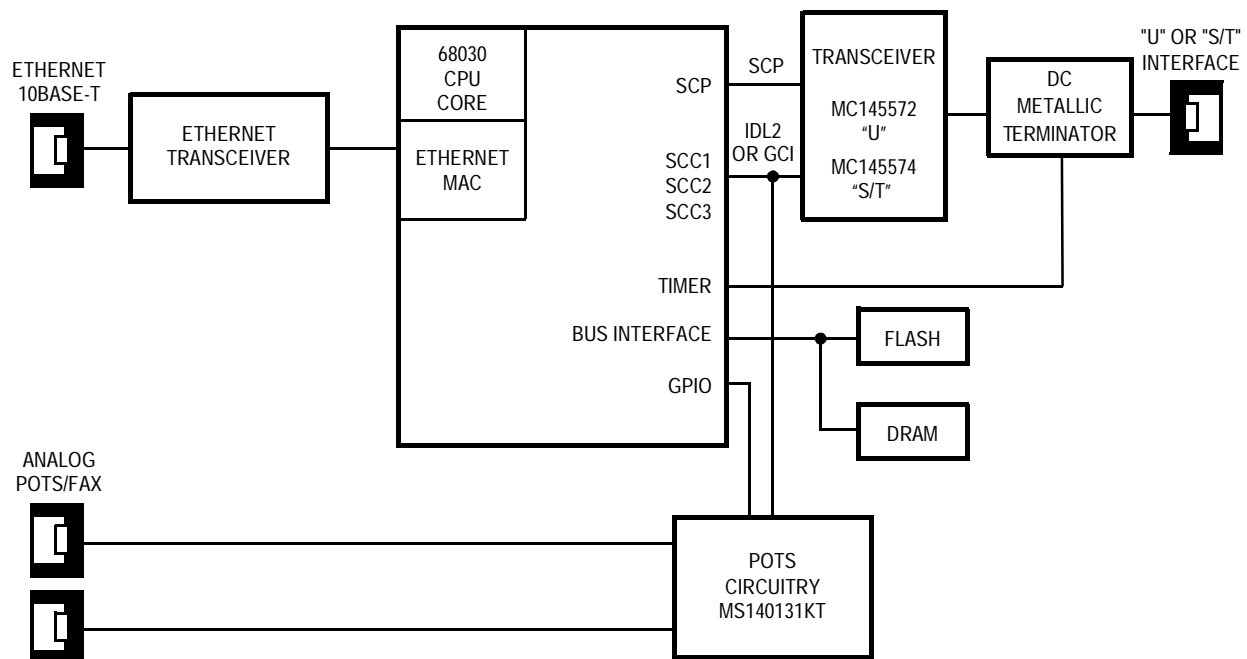 ETHERNET
10BASE-T
ETHERNET
TRANSCEIVER
68030
CPU
CORE
ETHERNET
MAC
SCP
SCC1
SCC2
SCC3
TIMER
BUS INTERFACE
GPIO
SCP
IDL2
OR GCI
TRANSCEIVER
MC145572
“U”
MC145574
“S/T”
DC
METALLIC
TERMINATOR
"U" OR "S/T"
INTERFACE
FLASH
DRAM
ANALOG
POTS/FAX
POTS
CIRCUITRY
MS140131KT